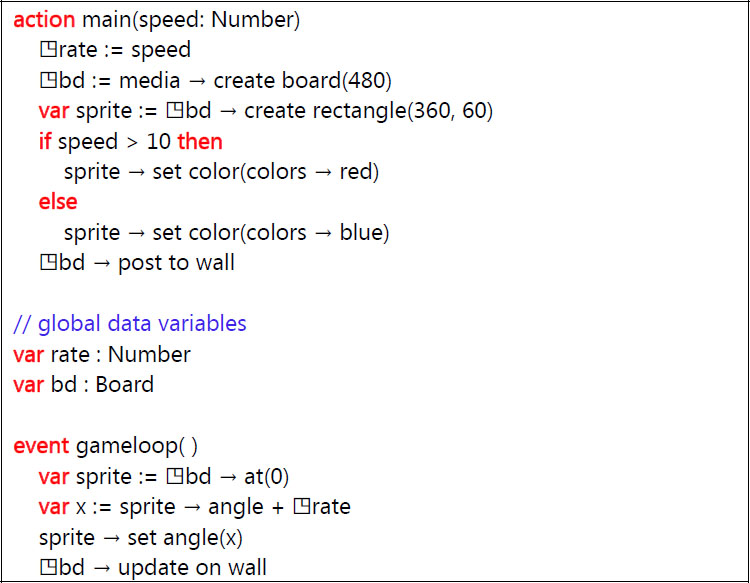 action main(speed: Number)
◳rate := speed
◳bd := media → create board(480)
var sprite := ◳bd → create rectangle(360, 60)
if speed > 10 then
sprite → set color(colors → red)
else
sprite → set color(colors → blue)
◳bd → post to wall
// global data variables
var rate : Number
var bd : Board
event gameloop( )
var sprite := ◳bd → at(0)
var x := sprite → angle + ◳rate
sprite → set angle(x)
◳bd → update on wall